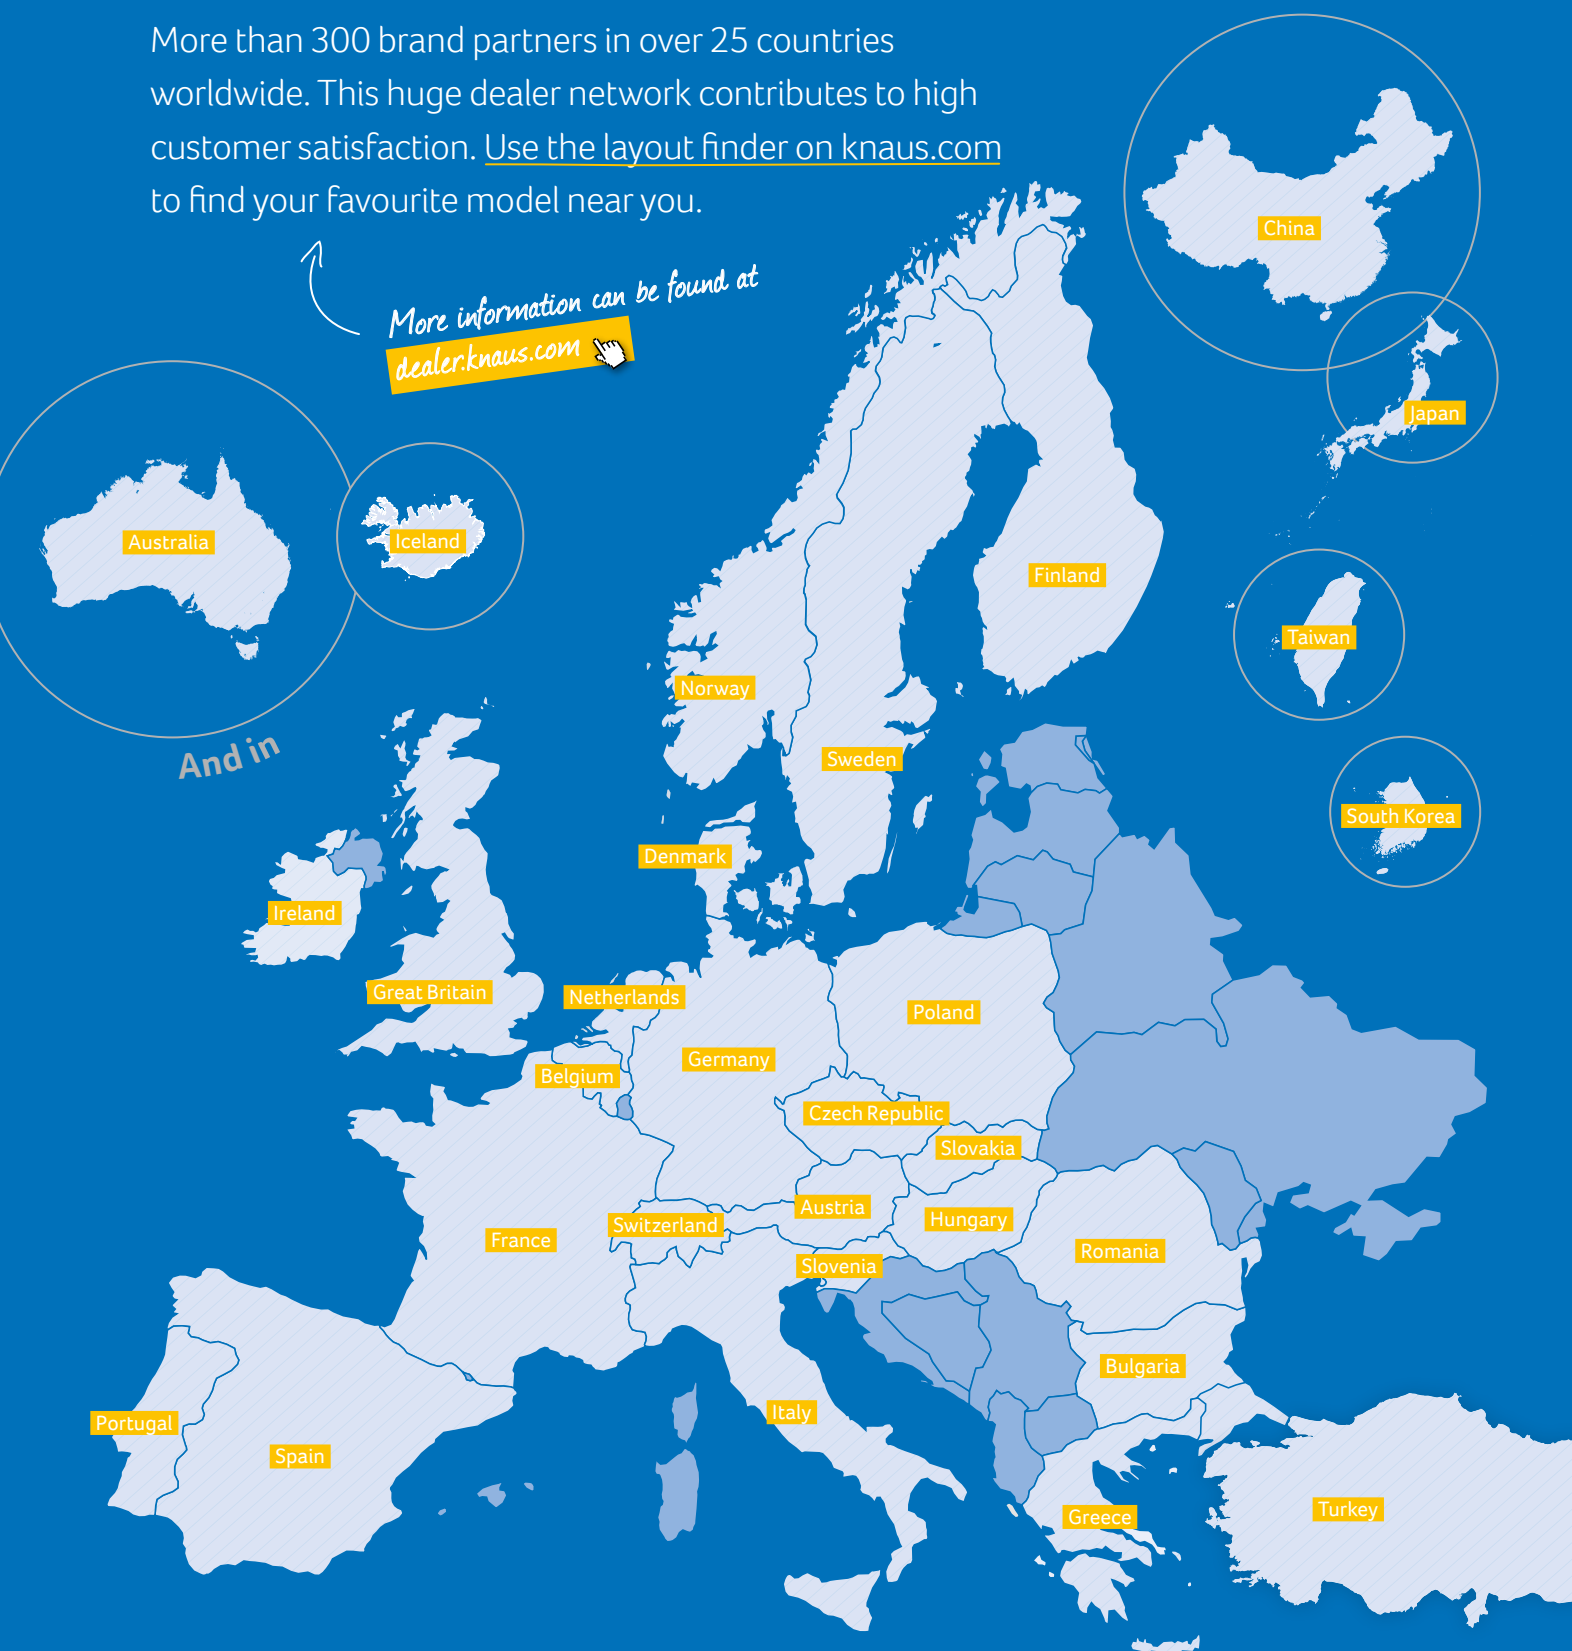 More than 300 brand partners in over 25 countries
worldwide. This huge dealer network contributes to high
customer satisfaction. Use the layout finder on knaus.com
to find your favourite model near you.
More information can be found at
dealer.knaus.com
China
Japan
Australia
Iceland
Finland
Taiwan
Norway
And in
Sweden
South Korea
Denmark
Ireland
Great Britain
Netherlands
Poland
Germany
Belgium
Czech Republic
Slovakia
Austria
Switzerland
Hungary
France
Romania
Slovenia
Bulgaria
Italy
Portugal
Spain
Turkey
Greece